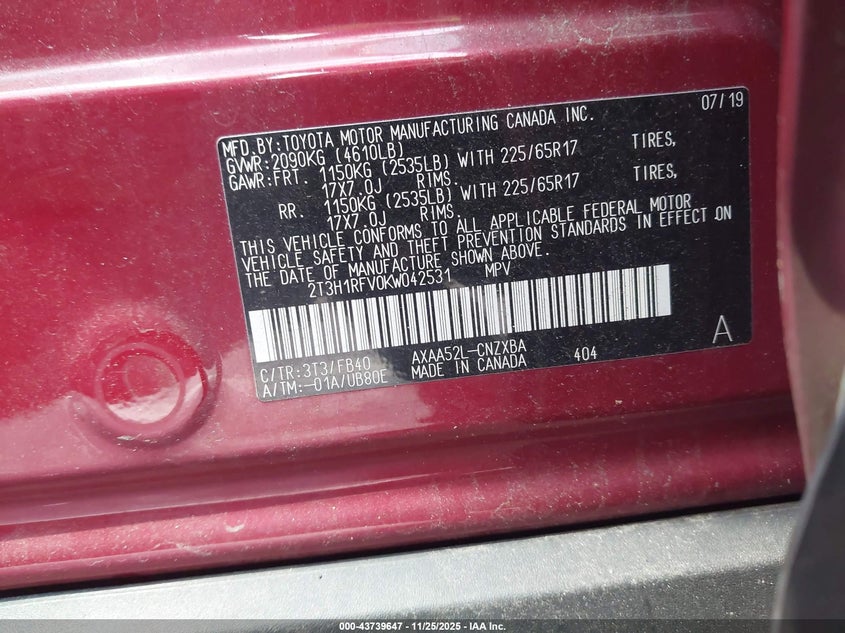 07/19
MFD.BY:TOYOTA MOTOR MANUFACTURING CANADA INC.
GVWR:2090KG (4610LB)
GAWR:FRT. 1150KG (2535LB) WITH 225/65R17 TIRES,
17X7.0J RIMS.
RR. 1150KG (2535LB) WITH 225/65R17 TIRES,
17X7.0J RIMS.
THIS VEHICLE CONFORMS TO ALL APPLICABLE FEDERAL MOTOR
VEHICLE SAFETY AND THEFT PREVENTION STANDARDS IN EFFECT ON
THE DATE OF MANUFACTURE SHOWN ABOVE.
2T3H1RFV0KW042531 MPV
C/TR:3T3/FB40 AXAA52L-CNZXBA 404 A
A/TM:-01A/UB80E MADE IN CANADA
000-43739647 - 11/25/2025 - IAA Inc.